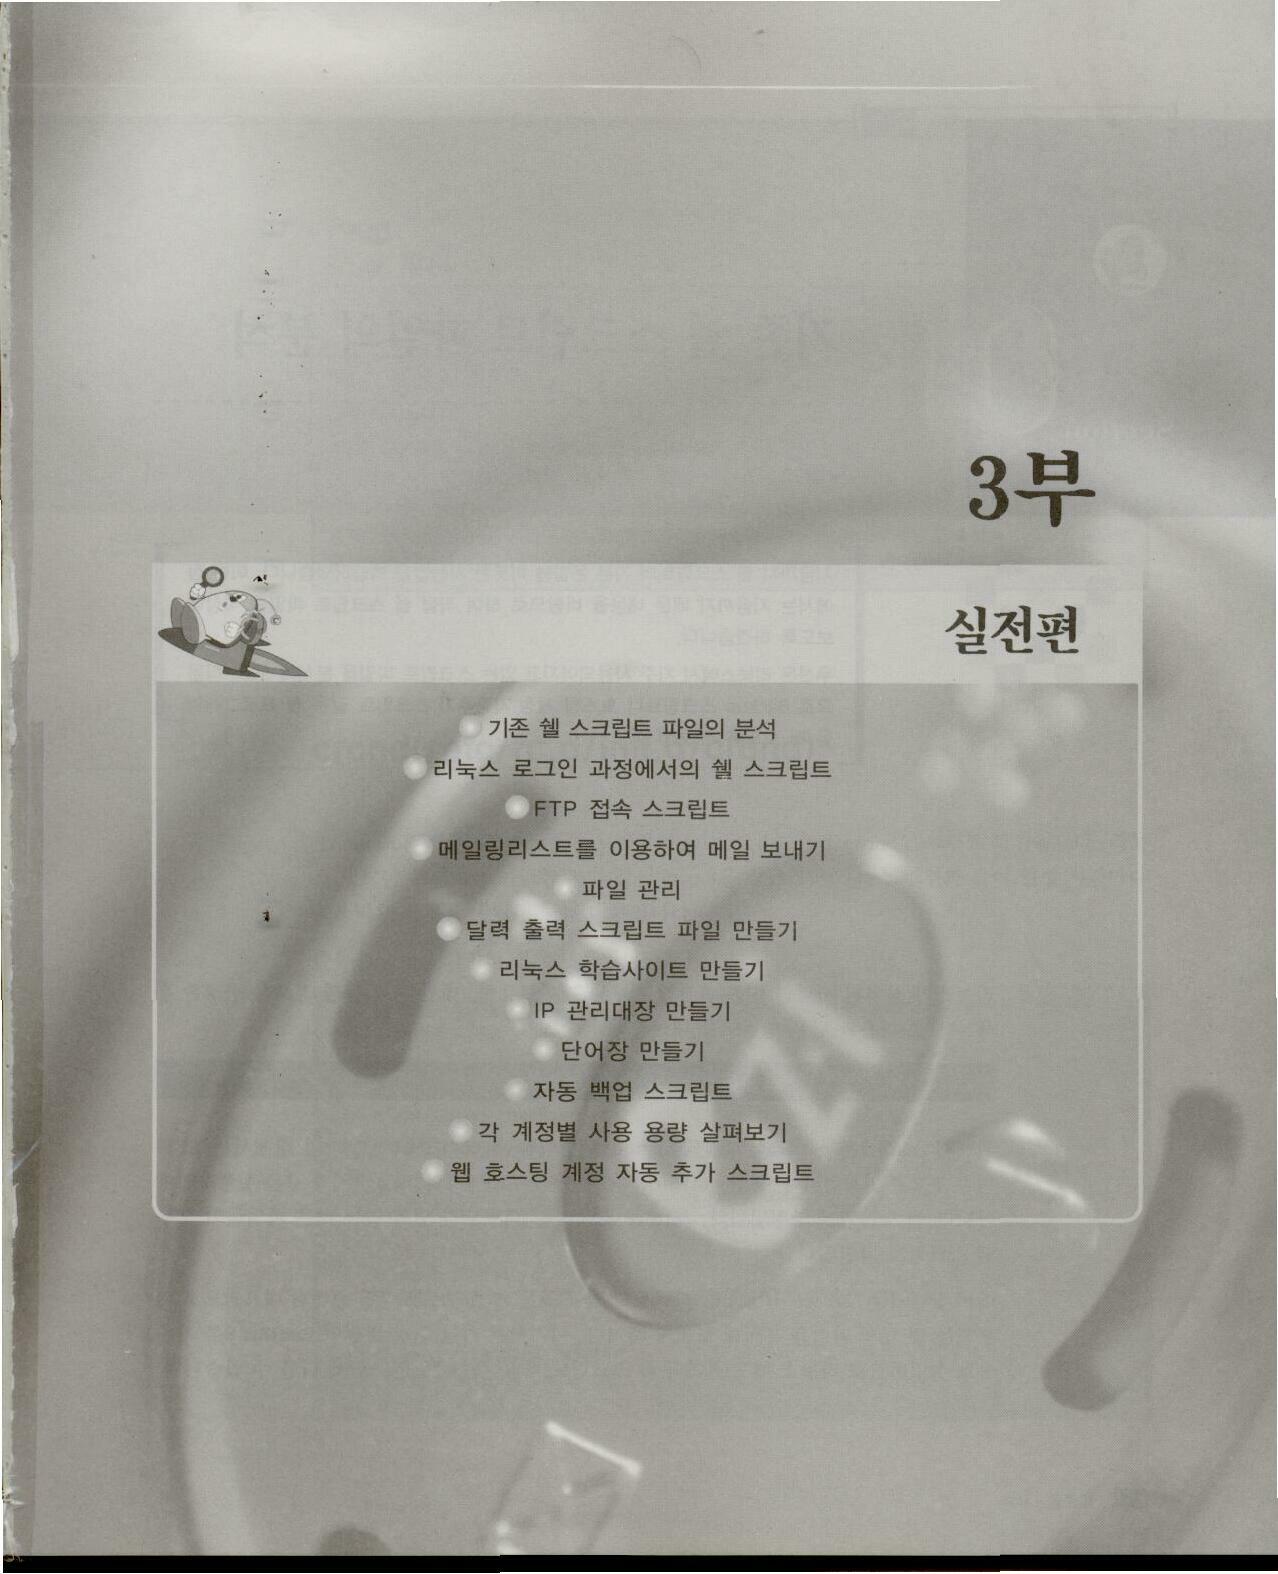 3부
실전편
기존 쉘 스크립트 파일의 분석
리눅스 로그인 과정에서의 쉘 스크립트
FTP 접속 스크립트
메일링리스트를 이용하여 메일 보내기
파일 관리
달력 출력 스크립트 파일 만들기
리눅스 학습사이트 만들기
IP 관리대장 만들기
단어장 만들기
자동 백업 스크립트
각 계정별 사용 용량 살펴보기
웹 호스팅 계정 자동 추가 스크립트